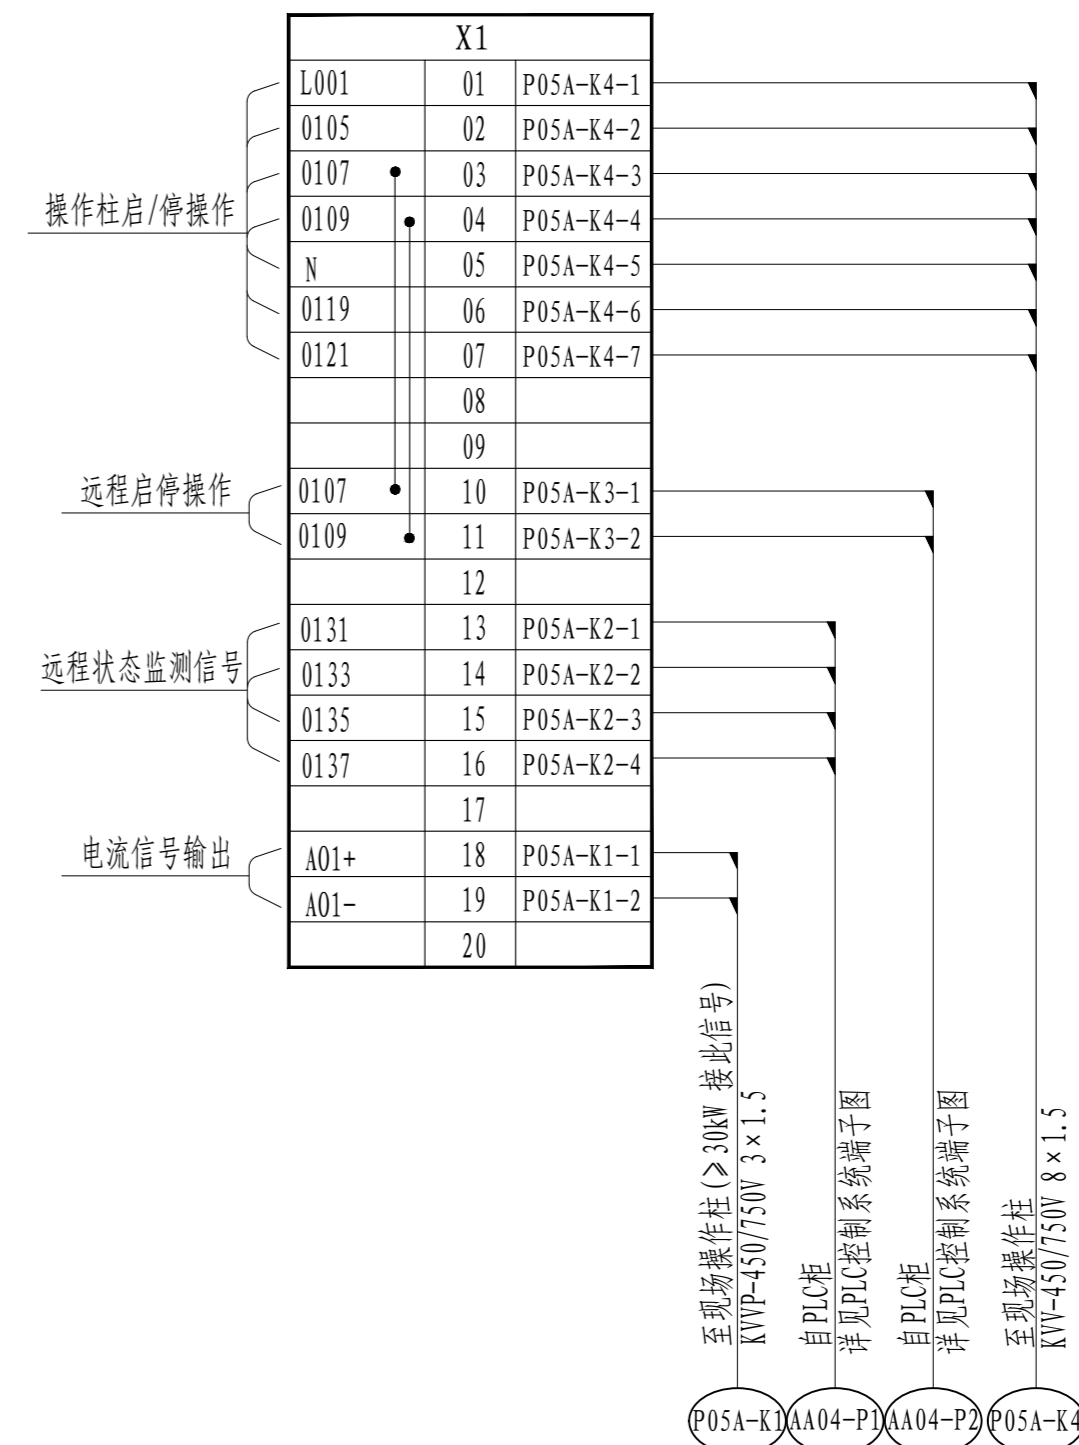 X1
L001 01 P05A-K4-1
0105 02 P05A-K4-2
0107 03 P05A-K4-3
操作柱启/停操作
0109 04 P05A-K4-4
N 05 P05A-K4-5
0119 06 P05A-K4-6
0121 07 P05A-K4-7
08
09
远程启停操作
0107 10 P05A-K3-1
0109 11 P05A-K3-2
12
0131 13 P05A-K2-1
远程状态监测信号
0133 14 P05A-K2-2
0135 15 P05A-K2-3
0137 16 P05A-K2-4
17
电流信号输出
A01+ 18 P05A-K1-1
A01- 19 P05A-K1-2
20
至现场操作柱(≥30kW 接此信号)
KVVP-450/750V 3×1.5
自PLC柜
详见PLC控制系统端子图
自PLC柜
详见PLC控制系统端子图
至现场操作柱
KVV-450/750V 8×1.5
P05A-K1
AA04-P1
AA04-P2
P05A-K4